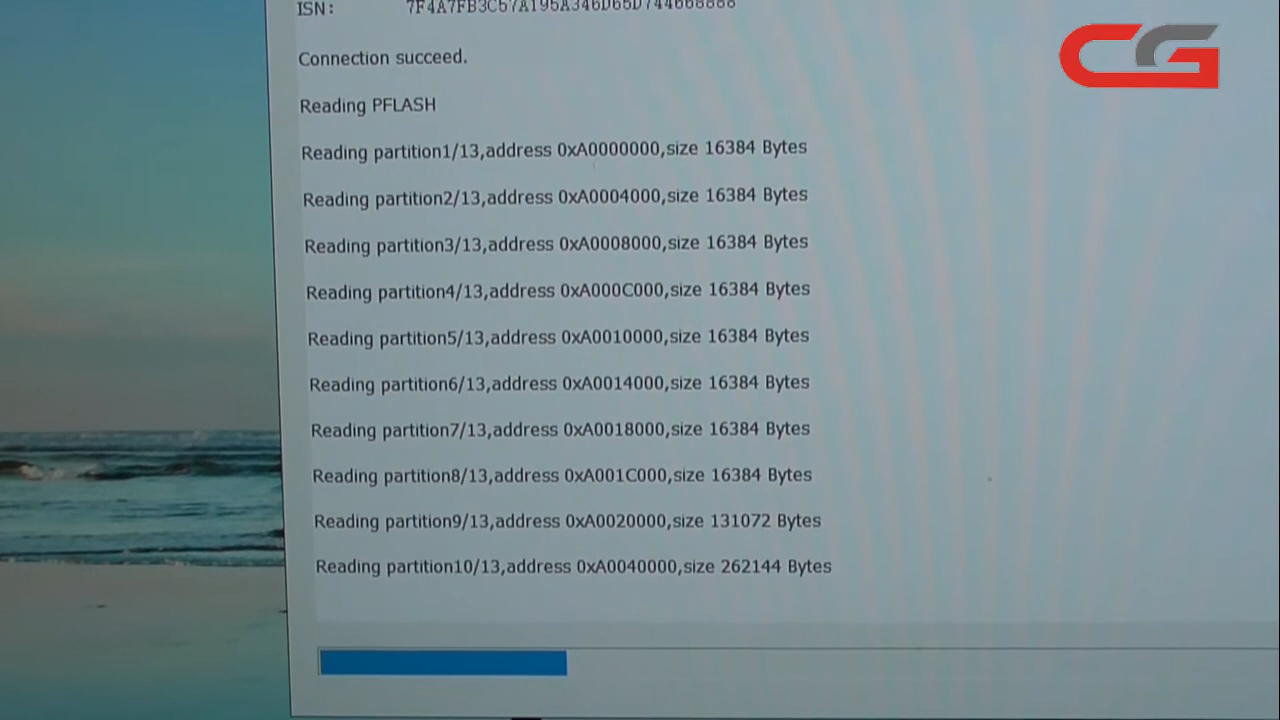 CG
ISN:
Connection succeed.
Reading PFLASH
Reading partition1/13,address 0xA0000000,size 16384 Bytes
Reading partition2/13,address 0xA0004000,size 16384 Bytes
Reading partition3/13,address 0xA0008000,size 16384 Bytes
Reading partition4/13,address 0xA000C000,size 16384 Bytes
Reading partition5/13,address 0xA0010000,size 16384 Bytes
Reading partition6/13,address 0xA0014000,size 16384 Bytes
Reading partition7/13,address 0xA0018000,size 16384 Bytes
Reading partition8/13,address 0xA001C000,size 16384 Bytes
Reading partition9/13,address 0xA0020000,size 131072 Bytes
Reading partition10/13,address 0xA0040000,size 262144 Bytes